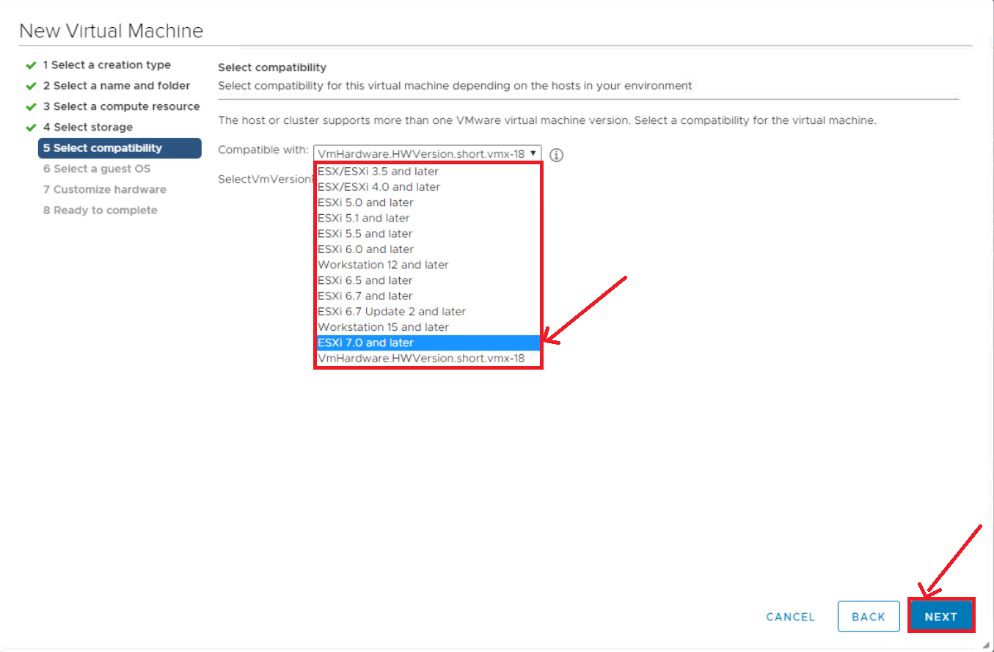 New Virtual Machine
1 Select a creation type
2 Select a name and folder
3 Select a compute resource
4 Select storage
5 Select compatibility
6 Select a guest OS
7 Customize hardware
8 Ready to complete
Select compatibility
Select compatibility for this virtual machine depending on the hosts in your environment
The host or cluster supports more than one VMware virtual machine version. Select a compatibility for the virtual machine.
Compatible with: VmHardware.HWVersion.short.vmx-18
SelectVmVersion
ESX/ESXi 3.5 and later
ESX/ESXi 4.0 and later
ESXi 5.0 and later
ESXi 5.1 and later
ESXi 5.5 and later
ESXi 6.0 and later
Workstation 12 and later
ESXi 6.5 and later
ESXi 6.7 and later
ESXi 6.7 Update 2 and later
Workstation 15 and later
ESXi 7.0 and later
VmHardware.HWVersion.short.vmx-18
CANCEL BACK NEXT